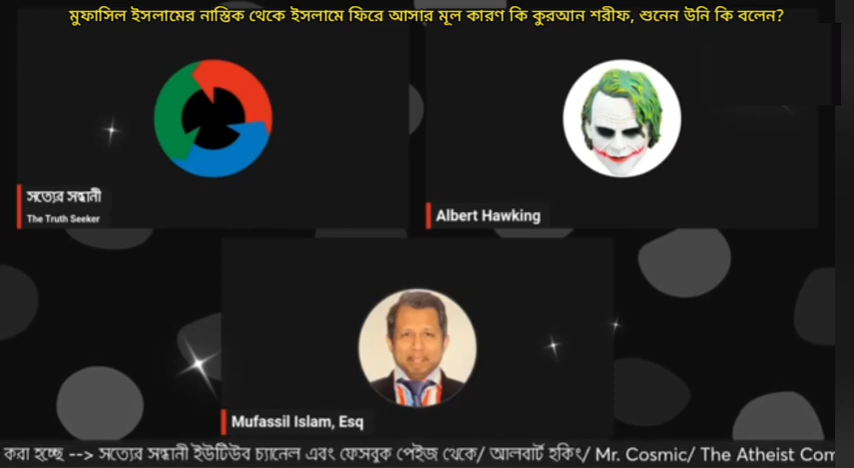 মুফাসিল ইসলামের নাস্তিক থেকে ইসলামে ফিরে আসার মূল কারণ কি কুরআন শরীফ, শুনেন উনি কি বলেন?
সত্যের সন্ধানী
The Truth Seeker
Albert Hawking
Mufassil Islam, Esq
করা হচ্ছে --> সত্যের সন্ধানী ইউটিউব চ্যানেল এবং ফেসবুক পেইজ থেকে/ আলবার্ট হকিং/ Mr. Cosmic/ The Atheist Com